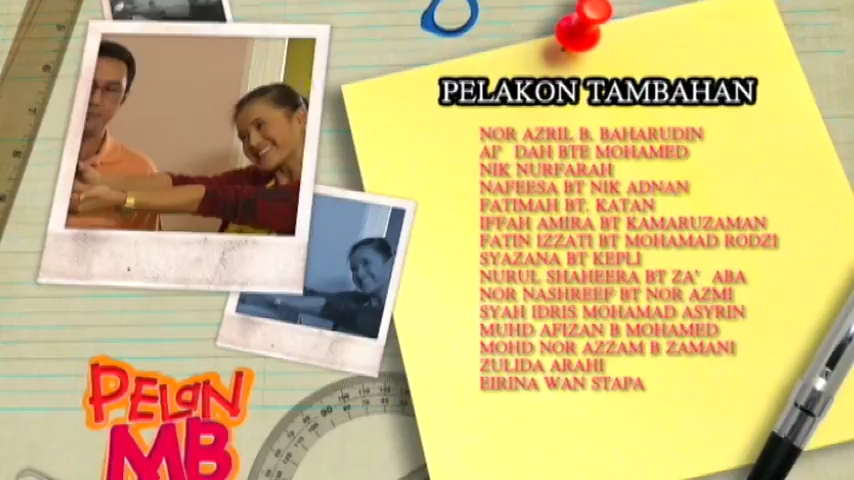 PELAKON TAMBAHAN
NOR AZRIL B. BAHARUDIN
AI' DAH BTE MOHAMED
NIK NURFARAH
NAFEESA BT NIK ADNAN
FATIMAH BT. KATAN
IFFAH AMIRA BT KAMARUZAMAN
FATIN IZZATI BT MOHAMAD RODZI
SYAZANA BT KEPLI
NURUL SHAHEERA BT ZA' ABA
NOR NASHREEF BT NOR AZMI
SYAH IDRIS MOHAMAD ASYRIN
MUHD AFIZAN B MOHAMED
MOHD NOR AZZAM B ZAMANI
ZULIDA ARAHI
EIRINA WAN STAPA
PELAN
MB